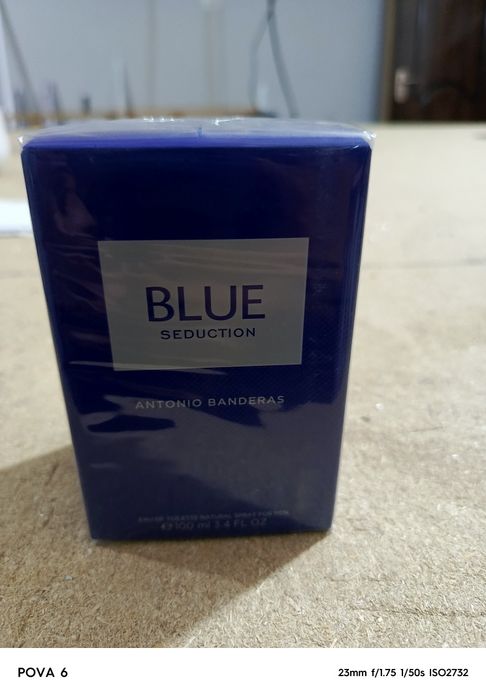 BLUE
SEDUCTION
ANTONIO BANDERAS
EAU DE TOILETTE NATURAL SPRAY FOR MEN
℮100 ml 3.4 FL OZ
POVA 6
23mm f/1.75 1/50s ISO2732